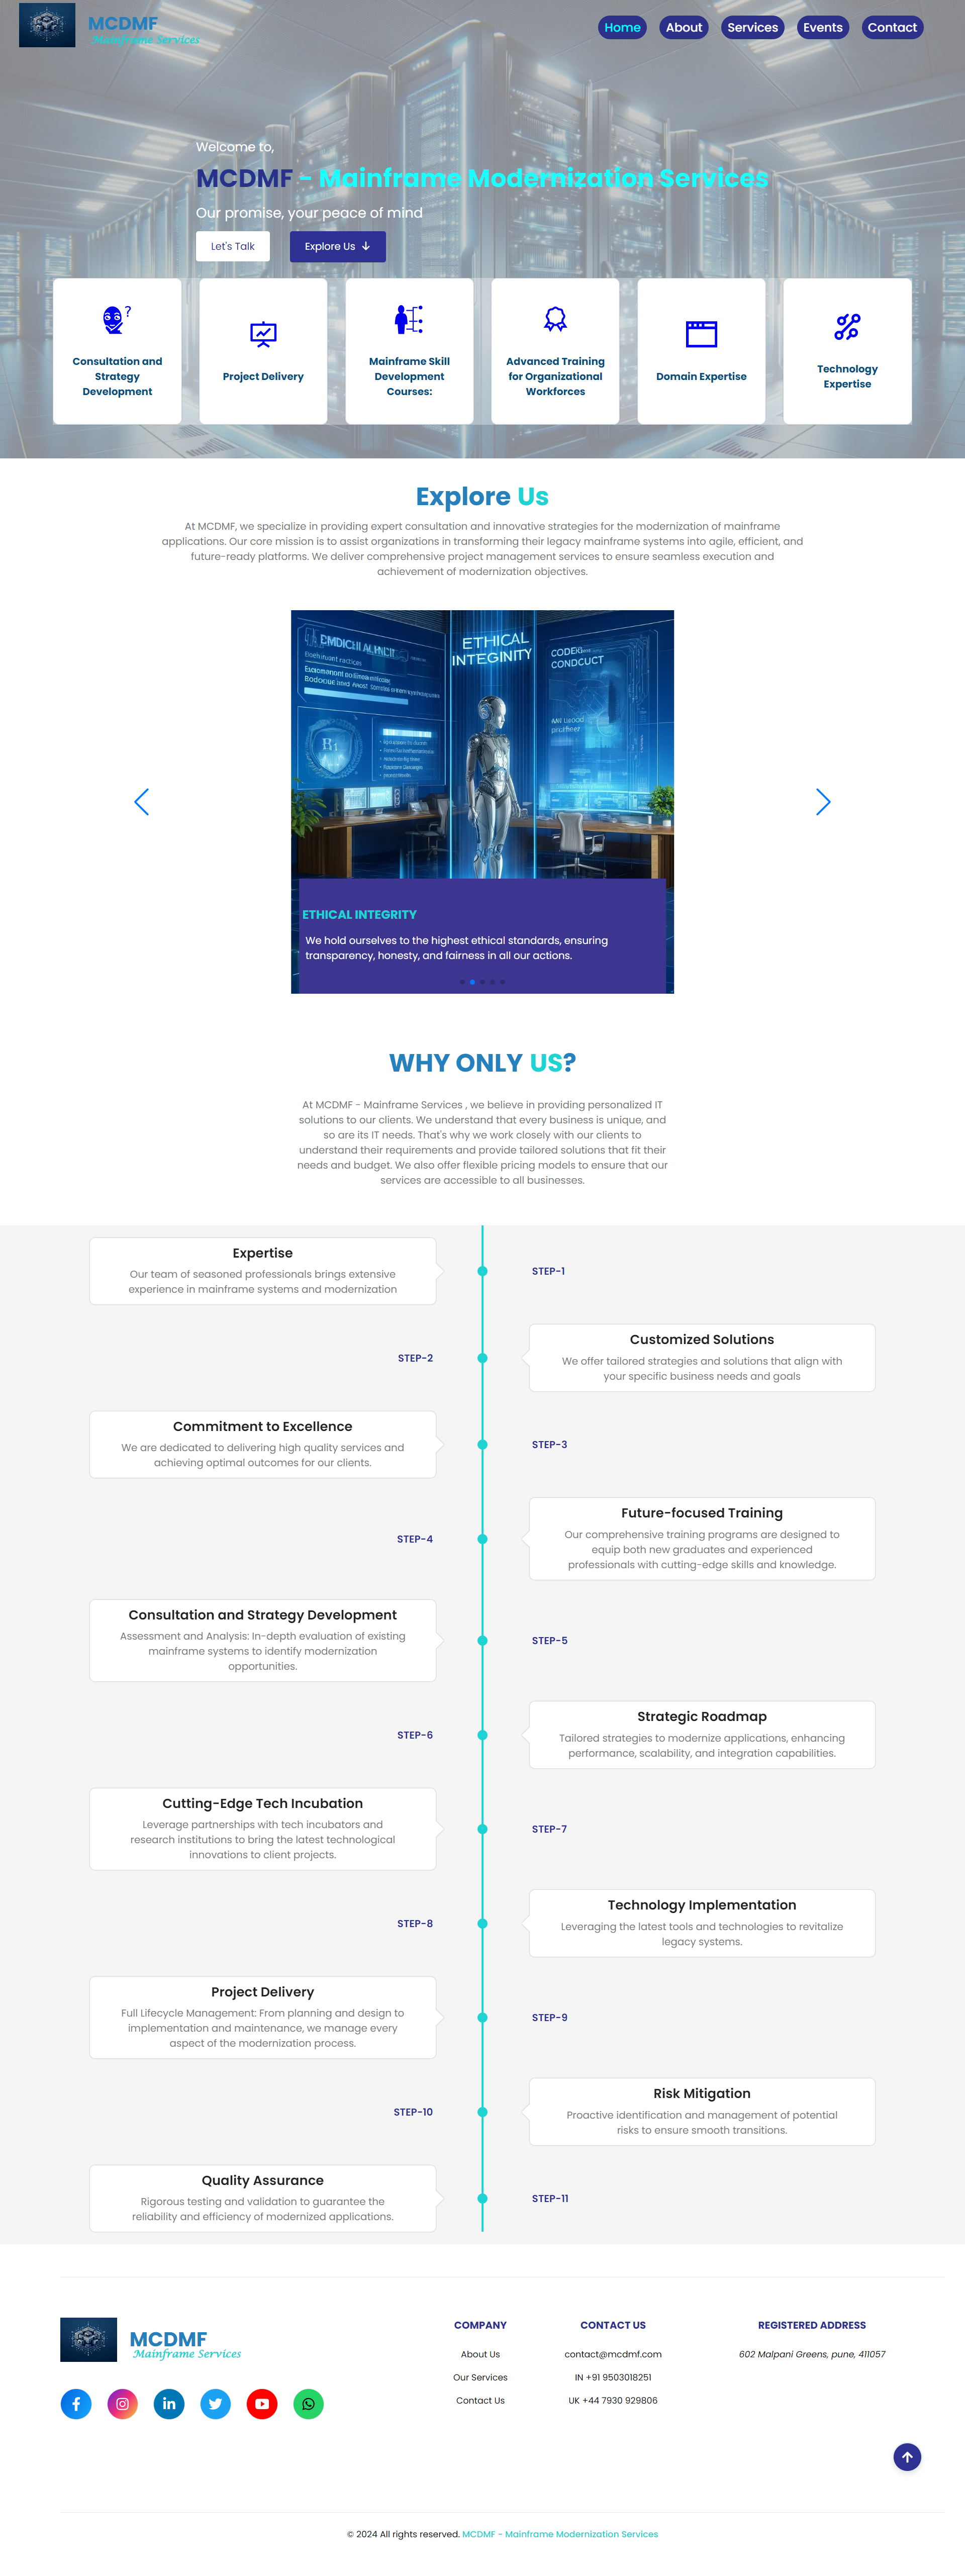 MCDMF
Mainframe Services
Home
About
Services
Events
Contact
Welcome to,
MCDMF - Mainframe Modernization Services
Our promise, your peace of mind
Let's Talk
Explore Us
Consultation and
Strategy
Development
Project Delivery
Mainframe Skill
Development
Courses:
Advanced Training
for Organizational
Workforces
Domain Expertise
Technology
Expertise
Explore Us
At MCDMF, we specialize in providing expert consultation and innovative strategies for the modernization of mainframe
applications. Our core mission is to assist organizations in transforming their legacy mainframe systems into agile, efficient, and
future-ready platforms. We deliver comprehensive project management services to ensure seamless execution and
achievement of modernization objectives.
ETHICAL
INTEGINITY
CONDUCT
ETHICAL INTEGRITY
We hold ourselves to the highest ethical standards, ensuring
transparency, honesty, and fairness in all our actions.
WHY ONLY US?
At MCDMF - Mainframe Services , we believe in providing personalized IT
solutions to our clients. We understand that every business is unique, and
so are its IT needs. That's why we work closely with our clients to
understand their requirements and provide tailored solutions that fit their
needs and budget. We also offer flexible pricing models to ensure that our
services are accessible to all businesses.
Expertise
Our team of seasoned professionals brings extensive
experience in mainframe systems and modernization
STEP-1
Customized Solutions
We offer tailored strategies and solutions that align with
your specific business needs and goals
STEP-2
Commitment to Excellence
We are dedicated to delivering high quality services and
achieving optimal outcomes for our clients.
STEP-3
Future-focused Training
Our comprehensive training programs are designed to
equip both new graduates and experienced
professionals with cutting-edge skills and knowledge.
STEP-4
Consultation and Strategy Development
Assessment and Analysis: In-depth evaluation of existing
mainframe systems to identify modernization
opportunities.
STEP-5
Strategic Roadmap
Tailored strategies to modernize applications, enhancing
performance, scalability, and integration capabilities.
STEP-6
Cutting-Edge Tech Incubation
Leverage partnerships with tech incubators and
research institutions to bring the latest technological
innovations to client projects.
STEP-7
Technology Implementation
Leveraging the latest tools and technologies to revitalize
legacy systems.
STEP-8
Project Delivery
Full Lifecycle Management: From planning and design to
implementation and maintenance, we manage every
aspect of the modernization process.
STEP-9
Risk Mitigation
Proactive identification and management of potential
risks to ensure smooth transitions.
STEP-10
Quality Assurance
Rigorous testing and validation to guarantee the
reliability and efficiency of modernized applications.
STEP-11
MCDMF
Mainframe Services
COMPANY
About Us
Our Services
Contact Us
CONTACT US
contact@mcdmf.com
IN +91 9503018251
UK +44 7930 929806
REGISTERED ADDRESS
602 Malpani Greens, pune, 411057
© 2024 All rights reserved. MCDMF - Mainframe Modernization Services